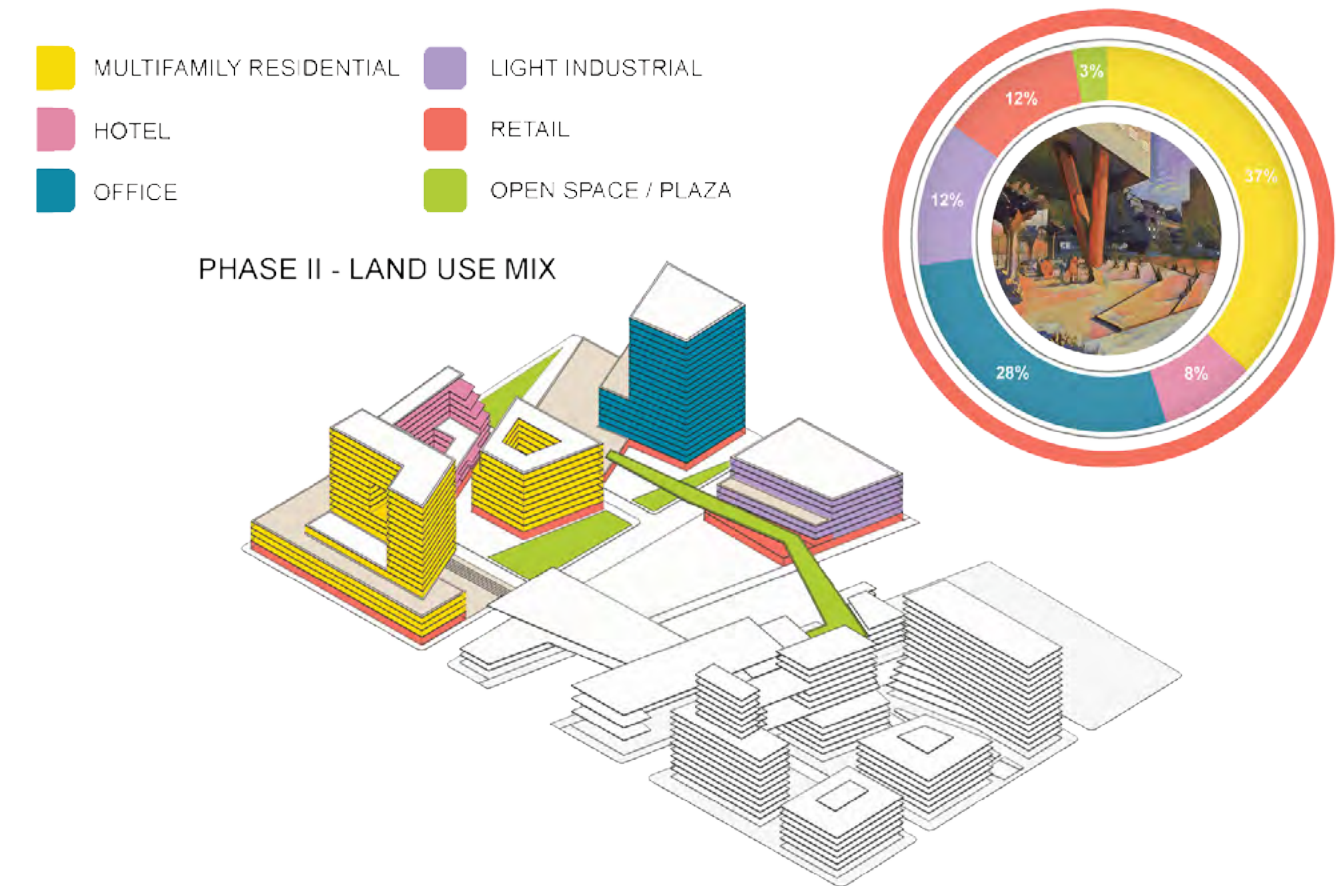 MULTIFAMILY RESIDENTIAL
HOTEL
OFFICE
LIGHT INDUSTRIAL
RETAIL
OPEN SPACE / PLAZA
PHASE II - LAND USE MIX
3%
12%
37%
12%
28%
8%